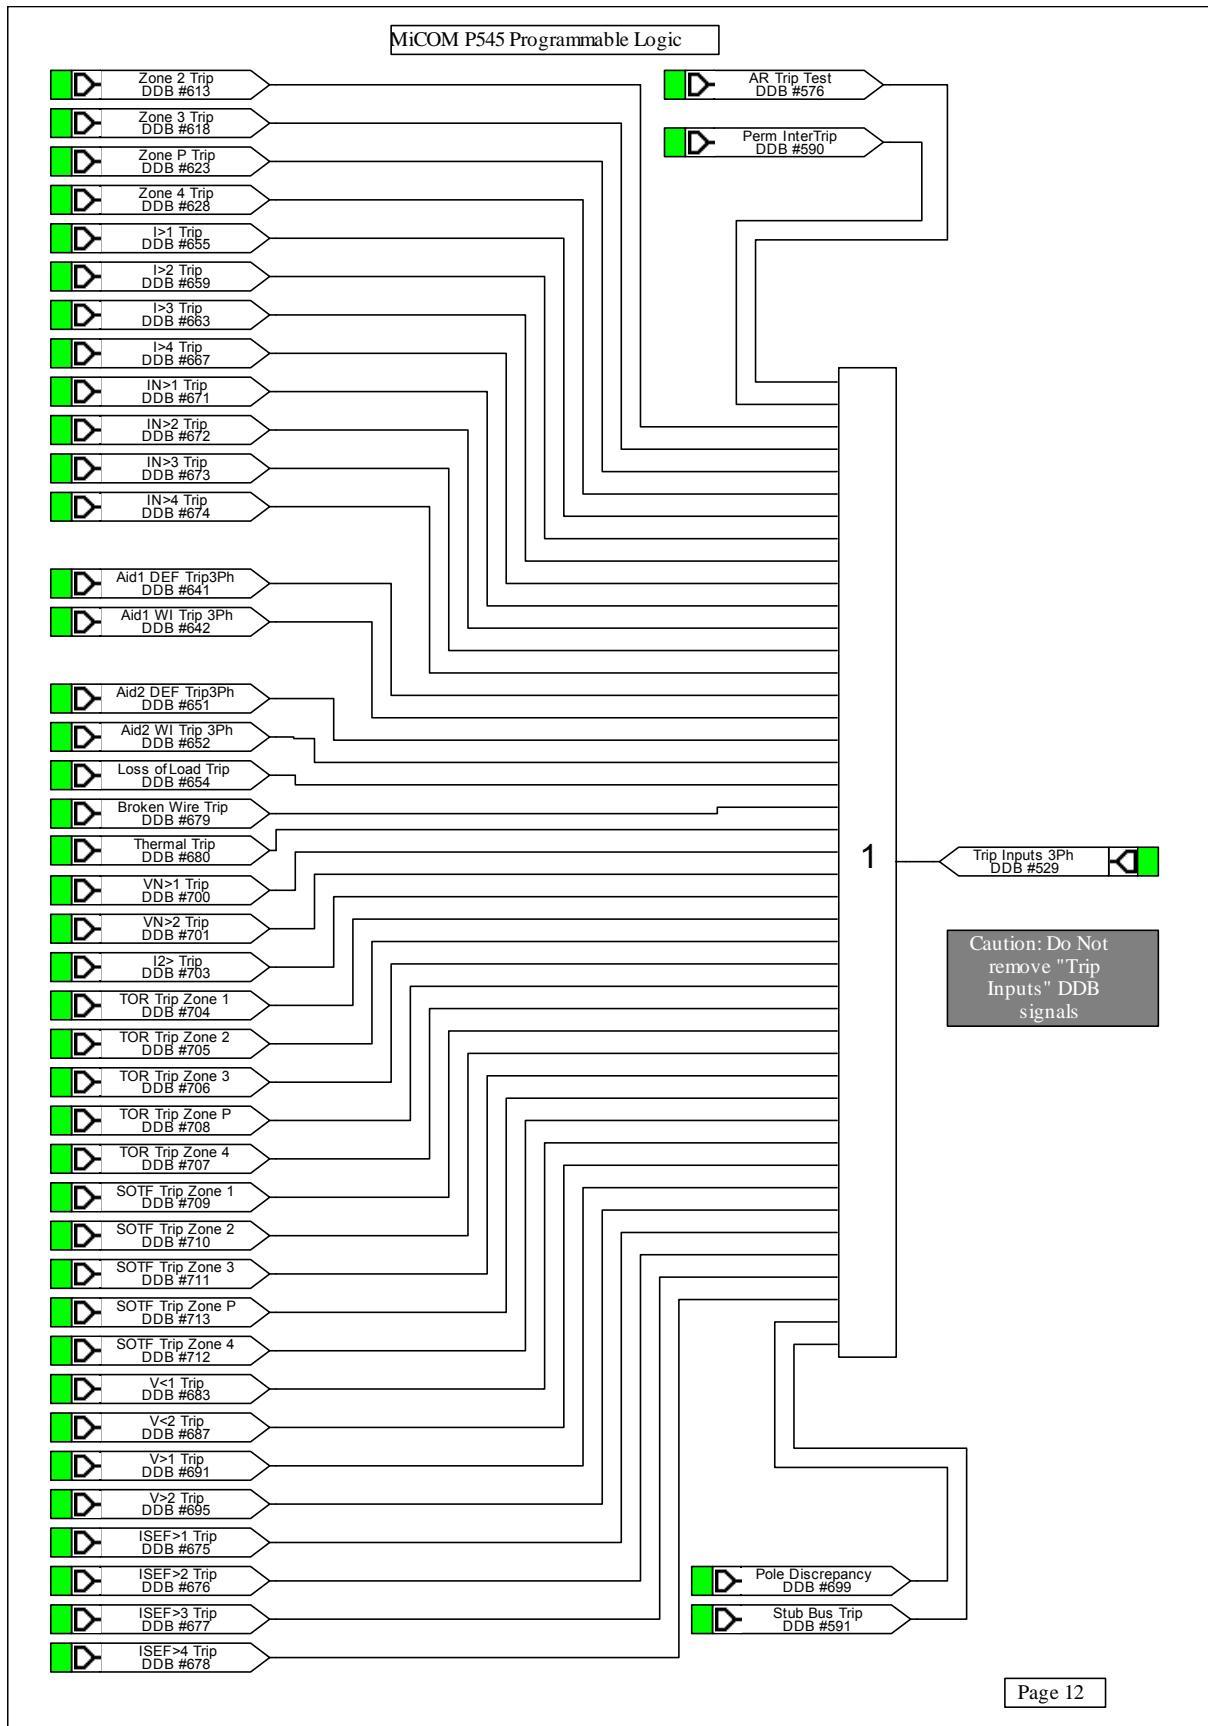 MiCOM P545 Programmable Logic
Zone 2 Trip
DDB #613
Zone 3 Trip
DDB #618
Zone P Trip
DDB #623
Zone 4 Trip
DDB #628
I>1 Trip
DDB #655
I>2 Trip
DDB #659
I>3 Trip
DDB #663
I>4 Trip
DDB #667
IN>1 Trip
DDB #671
IN>2 Trip
DDB #672
IN>3 Trip
DDB #673
IN>4 Trip
DDB #674
Aid1 DEF Trip3Ph
DDB #641
Aid1 WI Trip 3Ph
DDB #642
Aid2 DEF Trip3Ph
DDB #651
Aid2 WI Trip 3Ph
DDB #652
Loss of Load Trip
DDB #654
Broken Wire Trip
DDB #679
Thermal Trip
DDB #680
VN>1 Trip
DDB #700
VN>2 Trip
DDB #701
I2> Trip
DDB #703
TOR Trip Zone 1
DDB #704
TOR Trip Zone 2
DDB #705
TOR Trip Zone 3
DDB #706
TOR Trip Zone P
DDB #708
TOR Trip Zone 4
DDB #707
SOTF Trip Zone 1
DDB #709
SOTF Trip Zone 2
DDB #710
SOTF Trip Zone 3
DDB #711
SOTF Trip Zone P
DDB #713
SOTF Trip Zone 4
DDB #712
V<1 Trip
DDB #683
V<2 Trip
DDB #687
V>1 Trip
DDB #691
V>2 Trip
DDB #695
ISEF>1 Trip
DDB #675
ISEF>2 Trip
DDB #676
ISEF>3 Trip
DDB #677
ISEF>4 Trip
DDB #678
AR Trip Test
DDB #576
Perm InterTrip
DDB #590
1
Trip Inputs 3Ph
DDB #529
Caution: Do Not
remove "Trip
Inputs" DDB
signals
Pole Discrepancy
DDB #699
Stub Bus Trip
DDB #591
Page 12